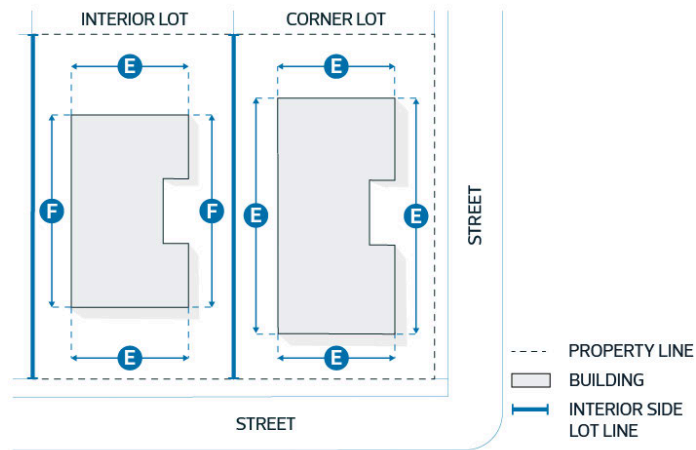 INTERIOR LOT
CORNER LOT
E
E
F
F
E
E
E
E
STREET
STREET
PROPERTY LINE
BUILDING
INTERIOR SIDE
LOT LINE